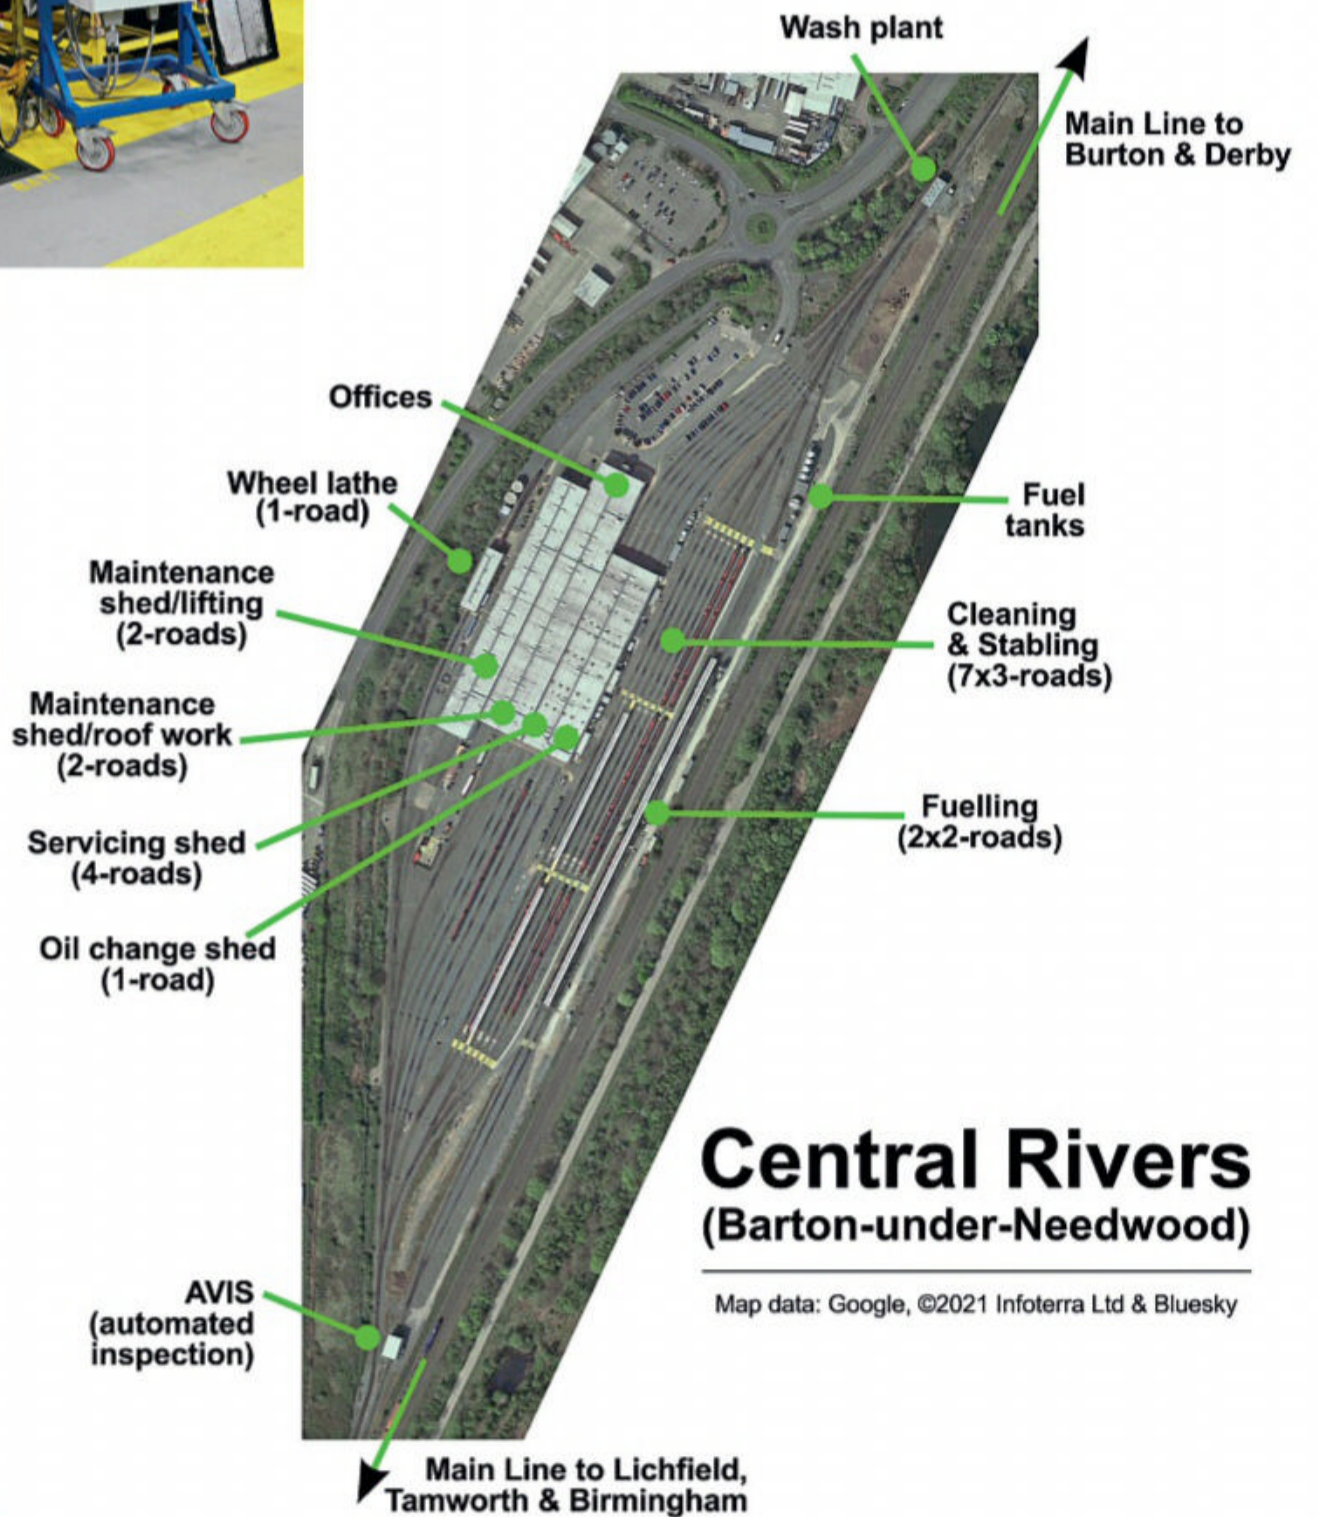 Wash plant
Main Line to
Burton & Derby
Offices
Wheel lathe
(1-road)
Fuel
tanks
Maintenance
shed/lifting
(2-roads)
Cleaning
& Stabling
(7x3-roads)
Maintenance
shed/roof work
(2-roads)
Fuelling
(2x2-roads)
Servicing shed
(4-roads)
Oil change shed
(1-road)
Central Rivers
(Barton-under-Needwood)
Map data: Google, ©2021 Infoterra Ltd & Bluesky
AVIS
(automated
inspection)
Main Line to Lichfield,
Tamworth & Birmingham